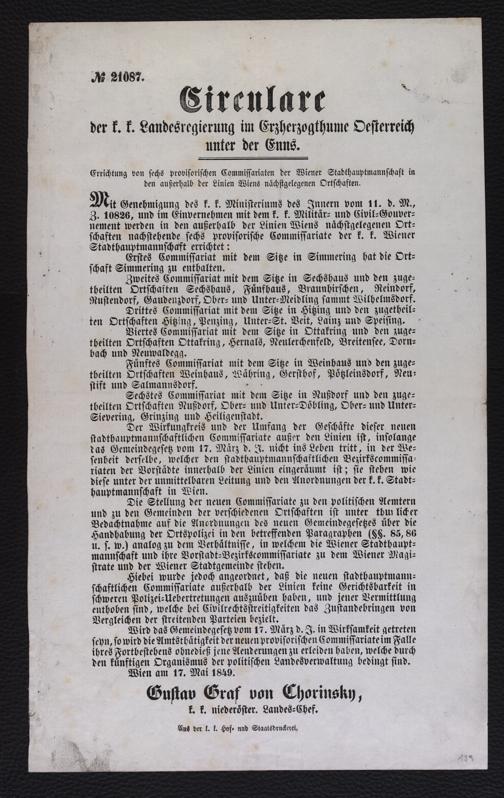 № 21087.
Circulare
der k. k. Landesregierung im Erzherzogthume Oesterreich
unter der Enns.
Errichtung von sechs provisorischen Commissariaten der Wiener Stadthauptmannschaft in
den außerhalb der Linien Wiens nächstgelegenen Ortschaften.
Mit Genehmigung des k. k. Ministeriums des Innern vom 11. d. M.,
Z. 10826, und im Einvernehmen mit dem k. k. Militär- und Civil-Gouver-
nement werden in den außerhalb der Linien Wiens nächstgelegenen Ort-
schaften nachstehende sechs provisorische Commissariate der k. k. Wiener
Stadthauptmannschaft errichtet:
Erstes Commissariat mit dem Sitze in Simmering hat die Ort-
schaft Simmering zu enthalten.
Zweites Commissariat mit dem Sitze in Sechshaus und den zuge-
theilten Ortschaften Sechshaus, Fünfhaus, Braunhirschen, Reindorf,
Rustendorf, Gaudenzdorf, Ober- und Unter-Meidling sammt Wilhelmsdorf.
Drittes Commissariat mit dem Sitze in Hitzing und den zugetheil-
ten Ortschaften Hitzing, Penzing, Unter-St. Veit, Lainz und Speising.
Viertes Commissariat mit dem Sitze in Ottakring und den zuge-
theilten Ortschaften Ottakring, Hernals, Neulerchenfeld, Breitensee, Dorn-
bach und Neuwaldegg.
Fünftes Commissariat mit dem Sitze in Weinhaus und den zuge-
theilten Ortschaften Weinhaus, Währing, Gersthof, Pötzleinsdorf, Neu-
stift und Salmannsdorf.
Sechstes Commissariat mit dem Sitze in Nußdorf und den zuge-
theilten Ortschaften Nußdorf, Ober- und Unter-Döbling, Ober- und Unter-
Sievering, Grinzing und Heiligenstadt.
Der Wirkungkreis und der Umfang der Geschäfte dieser neuen
stadthauptmannschaftlichen Commissariate außer den Linien ist, insolange
das Gemeindegesetz vom 17. März d. J. nicht ins Leben tritt, in der We-
senheit derselbe, welcher den stadthauptmannschaftlichen Bezirkscommissa-
riaten der Vorstädte innerhalb der Linien eingeräumt ist; sie stehen wie
diese unter der unmittelbaren Leitung und den Anordnungen der k. k. Stadt-
hauptmannschaft in Wien.
Die Stellung der neuen Commissariate zu den politischen Aemtern
und zu den Gemeinden der verschiedenen Ortschaften ist unter thunlicher
Bedachtnahme auf die Anordnungen des neuen Gemeindegesetzes über die
Handhabung der Ortspolizei in den betreffenden Paragraphen (§§. 85, 86
u. s. w.) analog zu dem Verhältnisse, in welchem die Wiener Stadthaupt-
mannschaft und ihre Vorstadt-Bezirkscommissariate zu dem Wiener Magi-
strate und der Wiener Stadtgemeinde stehen.
Hiebei wurde jedoch angeordnet, daß die neuen stadthauptmann-
schaftlichen Commissariate außerhalb der Linien keine Gerichtsbarkeit in
schweren Polizei-Uebertretungen auszuüben haben, und jener Vermittlung
enthoben sind, welche bei Civilrechtsstreitigkeiten das Zustandebringen von
Vergleichen der streitenden Parteien bezielt.
Wird das Gemeindegesetz vom 17. März d. J. in Wirksamkeit getreten
seyn, so wird die Amtsthätigkeit der neuen provisorischen Commissariate im Falle
ihres Fortbestehens ohnedieß jene Aenderungen zu erleiden haben, welche durch
den künftigen Organismus der politischen Landesverwaltung bedingt sind.
Wien am 17. Mai 1849.
Gustav Graf von Chorinsky,
k. k. niederöster. Landes-Chef.
Aus der k. k. Hof- und Staatsdruckerei.
139